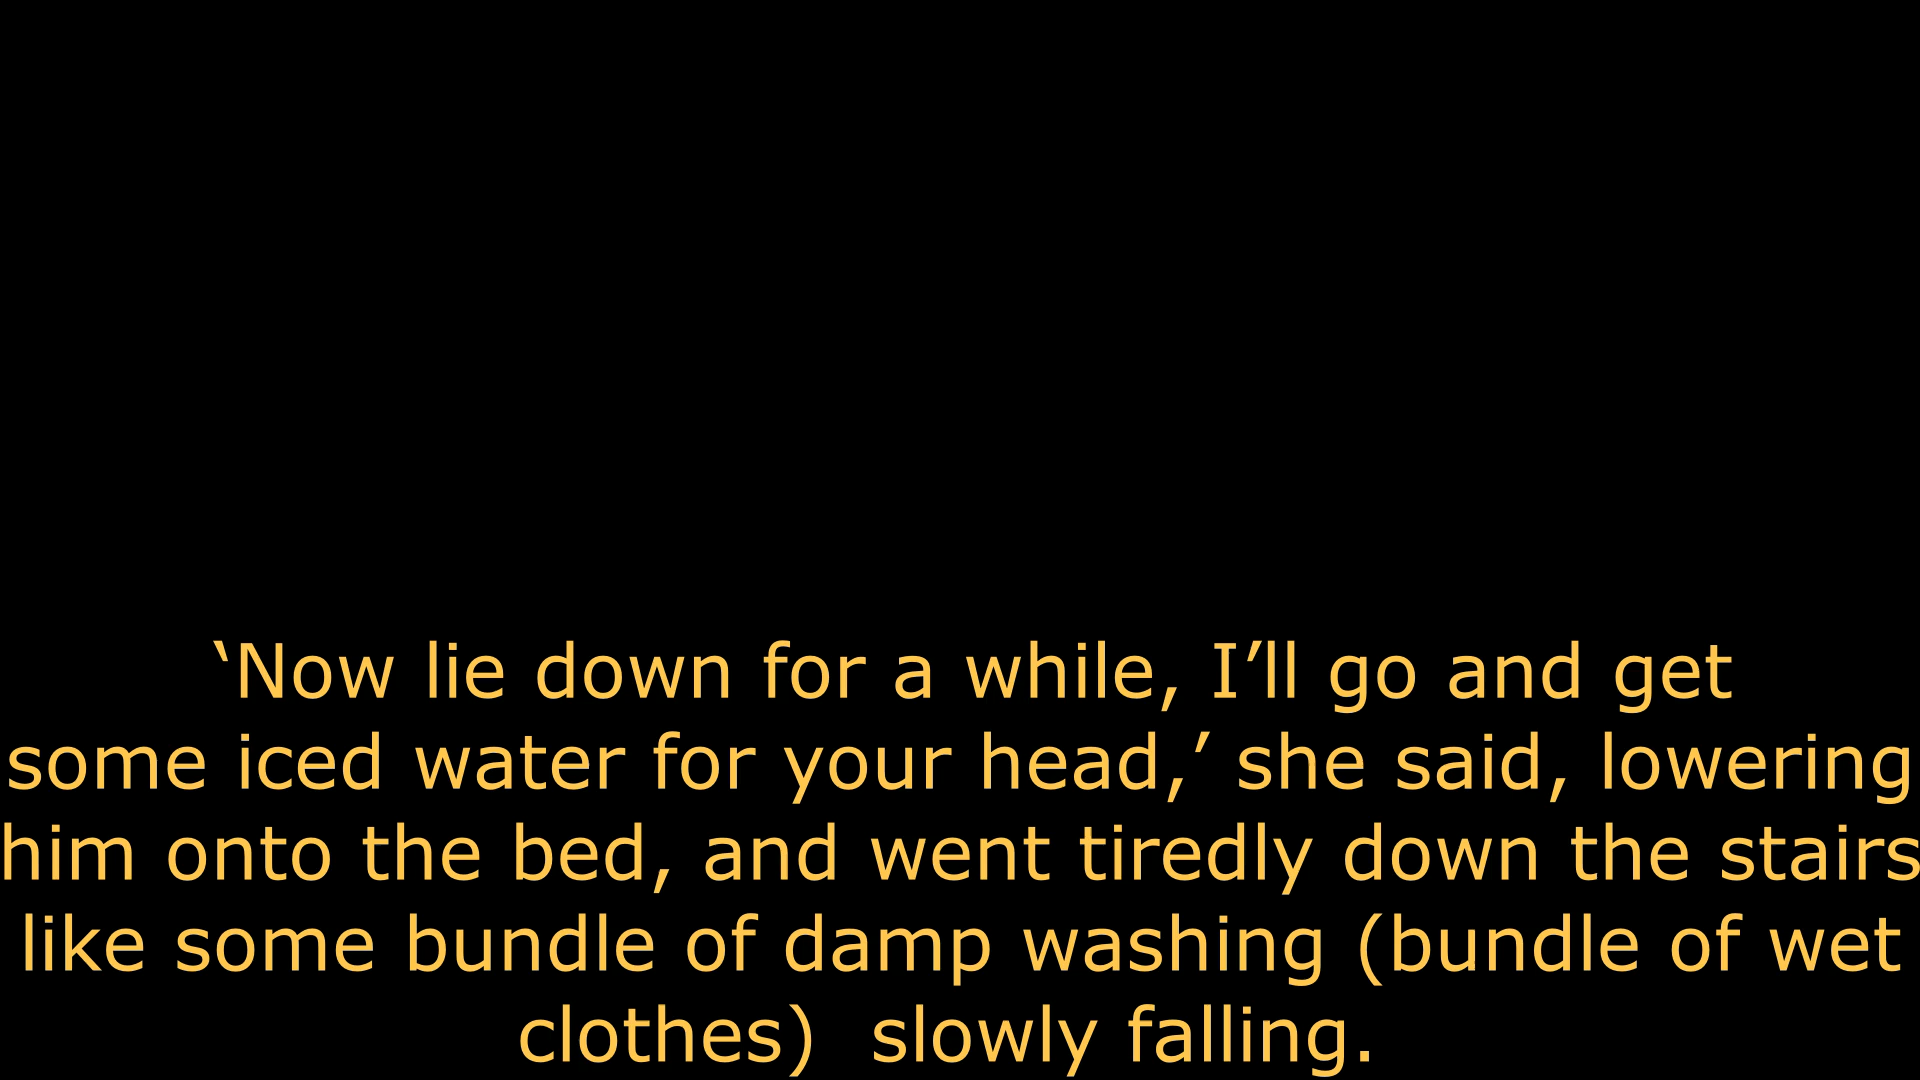 ‘Now lie down for a while, I’ll go and get
some iced water for your head,’ she said, lowering
him onto the bed, and went tiredly down the stairs
like some bundle of damp washing (bundle of wet
clothes)  slowly falling.